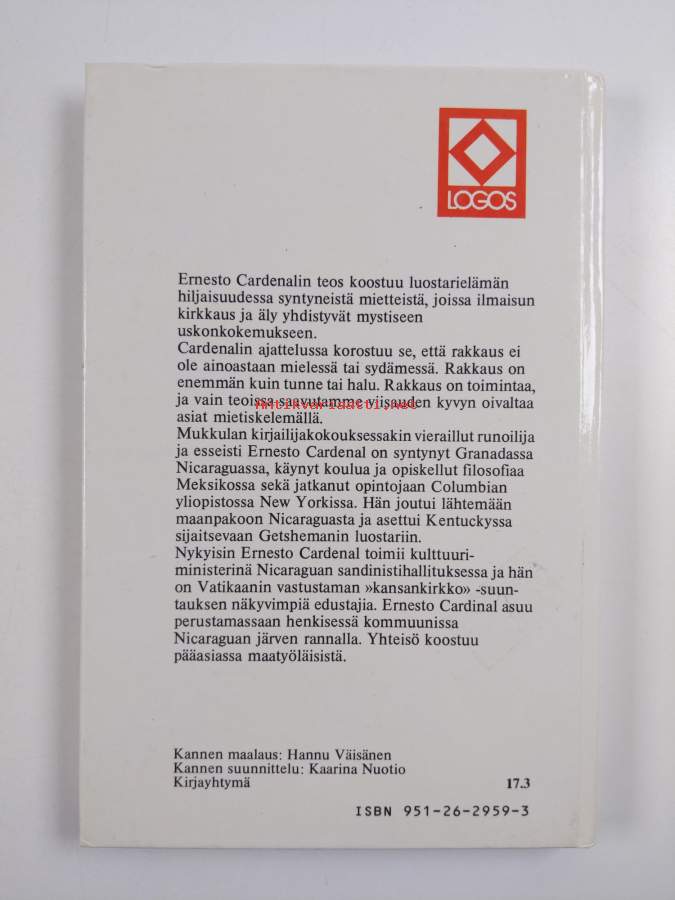 LOGOS
Ernesto Cardenalin teos koostuu luostarielämän
hiljaisuudessa syntyneistä mietteistä, joissa ilmaisun
kirkkaus ja äly yhdistyvät mystiseen
uskonkokemukseen.
Cardenalin ajattelussa korostuu se, että rakkaus ei
ole ainoastaan mielessä tai sydämessä. Rakkaus on
enemmän kuin tunne tai halu. Rakkaus on toimintaa,
ja vain teoissa saavutamme viisauden kyvyn oivaltaa
Antikvariaatti.net
asiat mietiskelemällä.
Mukkulan kirjailijakokouksessakin vieraillut runoilija
ja esseisti Ernesto Cardenal on syntynyt Granadassa
Nicaraguassa, käynyt koulua ja opiskellut filosofiaa
Meksikossa sekä jatkanut opintojaan Columbian
yliopistossa New Yorkissa. Hän joutui lähtemään
maanpakoon Nicaraguasta ja asettui Kentuckyssa
sijaitsevaan Getshemanin luostariin.
Nykyisin Ernesto Cardenal toimii kulttuuri-
ministerinä Nicaraguan sandinistihallituksessa ja hän
on Vatikaanin vastustaman »kansankirkko» -suun-
tauksen näkyvimpiä edustajia. Ernesto Cardinal asuu
perustamassaan henkisessä kommuunissa
Nicaraguan järven rannalla. Yhteisö koostuu
pääasiassa maatyöläisistä.
Kannen maalaus: Hannu Väisänen
Kannen suunnittelu: Kaarina Nuotio
Kirjayhtymä 17.3
ISBN 951-26-2959-3